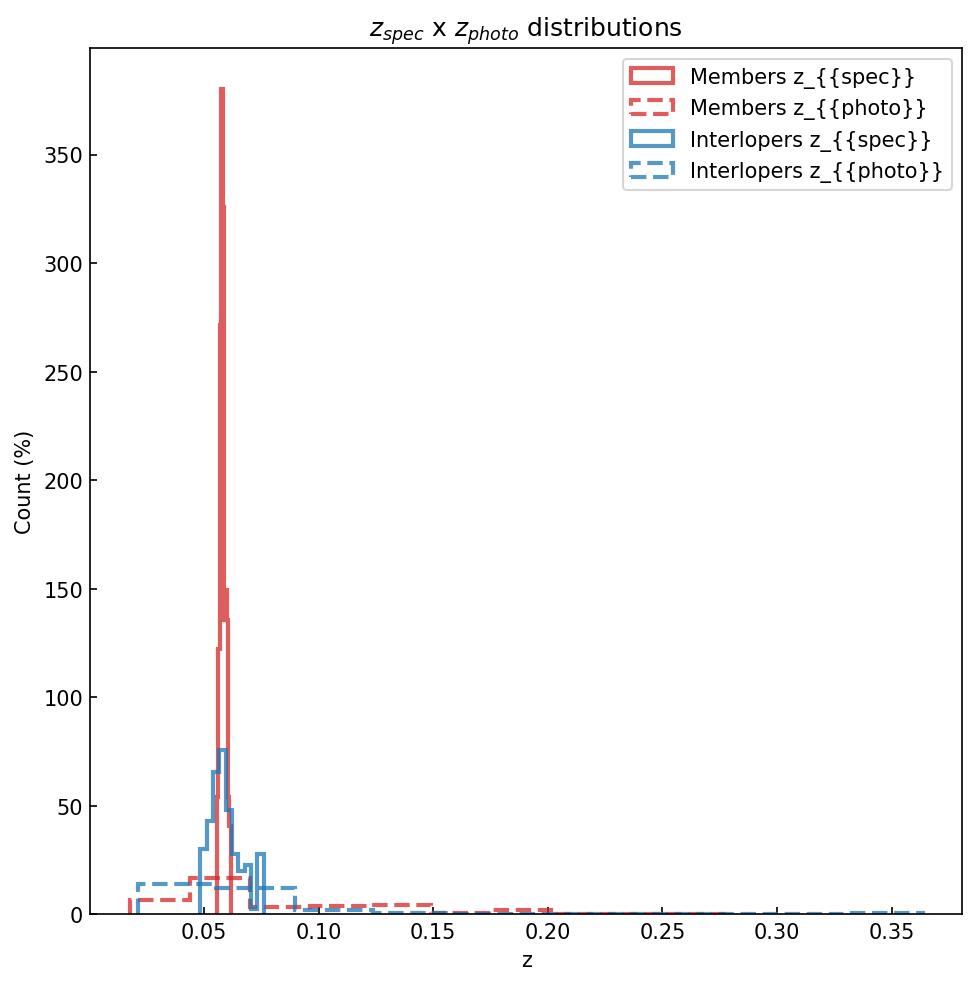 z_spec x z_photo distributions
Members z_{{spec}}
Members z_{{photo}}
Interlopers z_{{spec}}
Interlopers z_{{photo}}
Count (%)
350
300
250
200
150
100
50
0
0.05 0.10 0.15 0.20 0.25 0.30 0.35
z